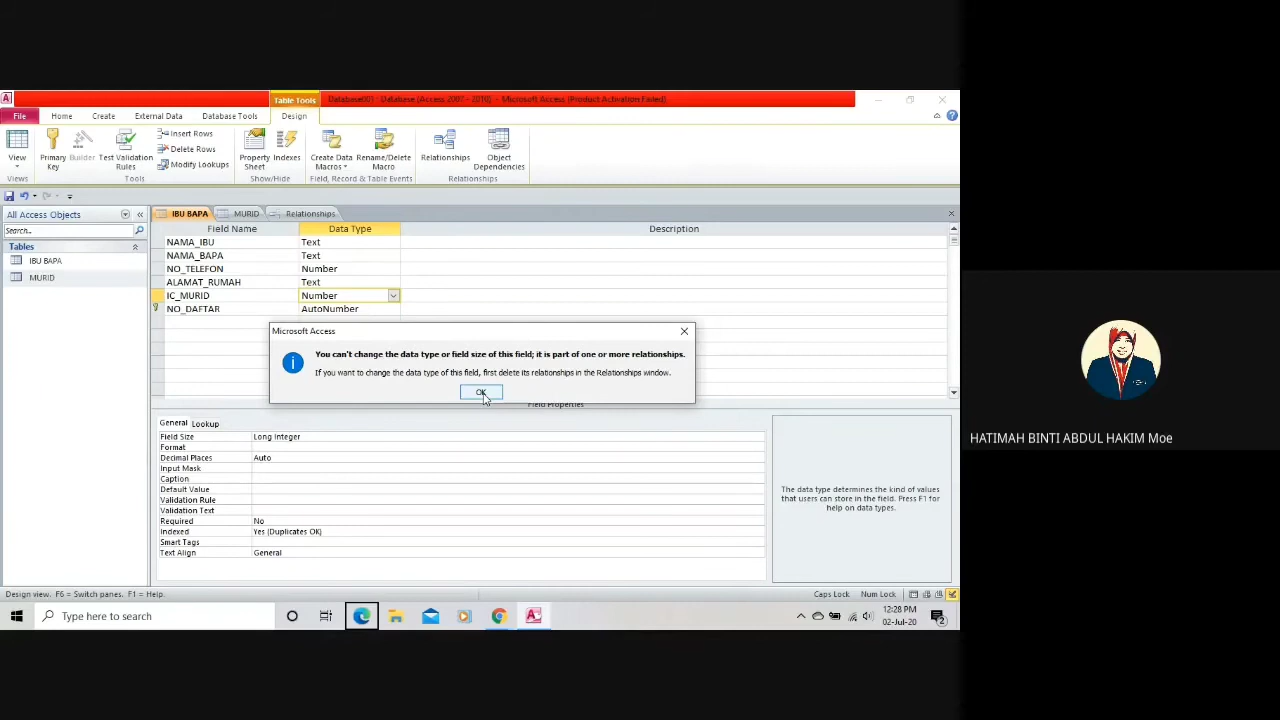 Table Tools
Database001 : Database (Access 2007 - 2010) - Microsoft Access (Product Activation Failed)
File Home Create External Data Database Tools Design
View
Primary Key
Builder
Test Validation Rules
Insert Rows
Delete Rows
Modify Lookups
Property Sheet
Indexes
Create Data Macros
Rename/Delete Macro
Relationships
Object Dependencies
Views Tools Show/Hide Field, Record & Table Events Relationships
All Access Objects
Search...
Tables
IBU BAPA
MURID
IBU BAPA MURID Relationships
Field Name Data Type Description
NAMA_IBU Text
NAMA_BAPA Text
NO_TELEFON Number
ALAMAT_RUMAH Text
IC_MURID Number
NO_DAFTAR AutoNumber
Microsoft Access
You can't change the data type or field size of this field; it is part of one or more relationships.
If you want to change the data type of this field, first delete its relationships in the Relationships window.
OK
Field Properties
General Lookup
Field Size Long Integer
Format
Decimal Places Auto
Input Mask
Caption
Default Value
Validation Rule
Validation Text
Required No
Indexed Yes (Duplicates OK)
Smart Tags
Text Align General
The data type determines the kind of values
that users can store in the field. Press F1 for
help on data types.
Design view. F6 = Switch panes. F1 = Help.
Caps Lock Num Lock
Type here to search
12:28 PM
02-Jul-20
2
HATIMAH BINTI ABDUL HAKIM Moe